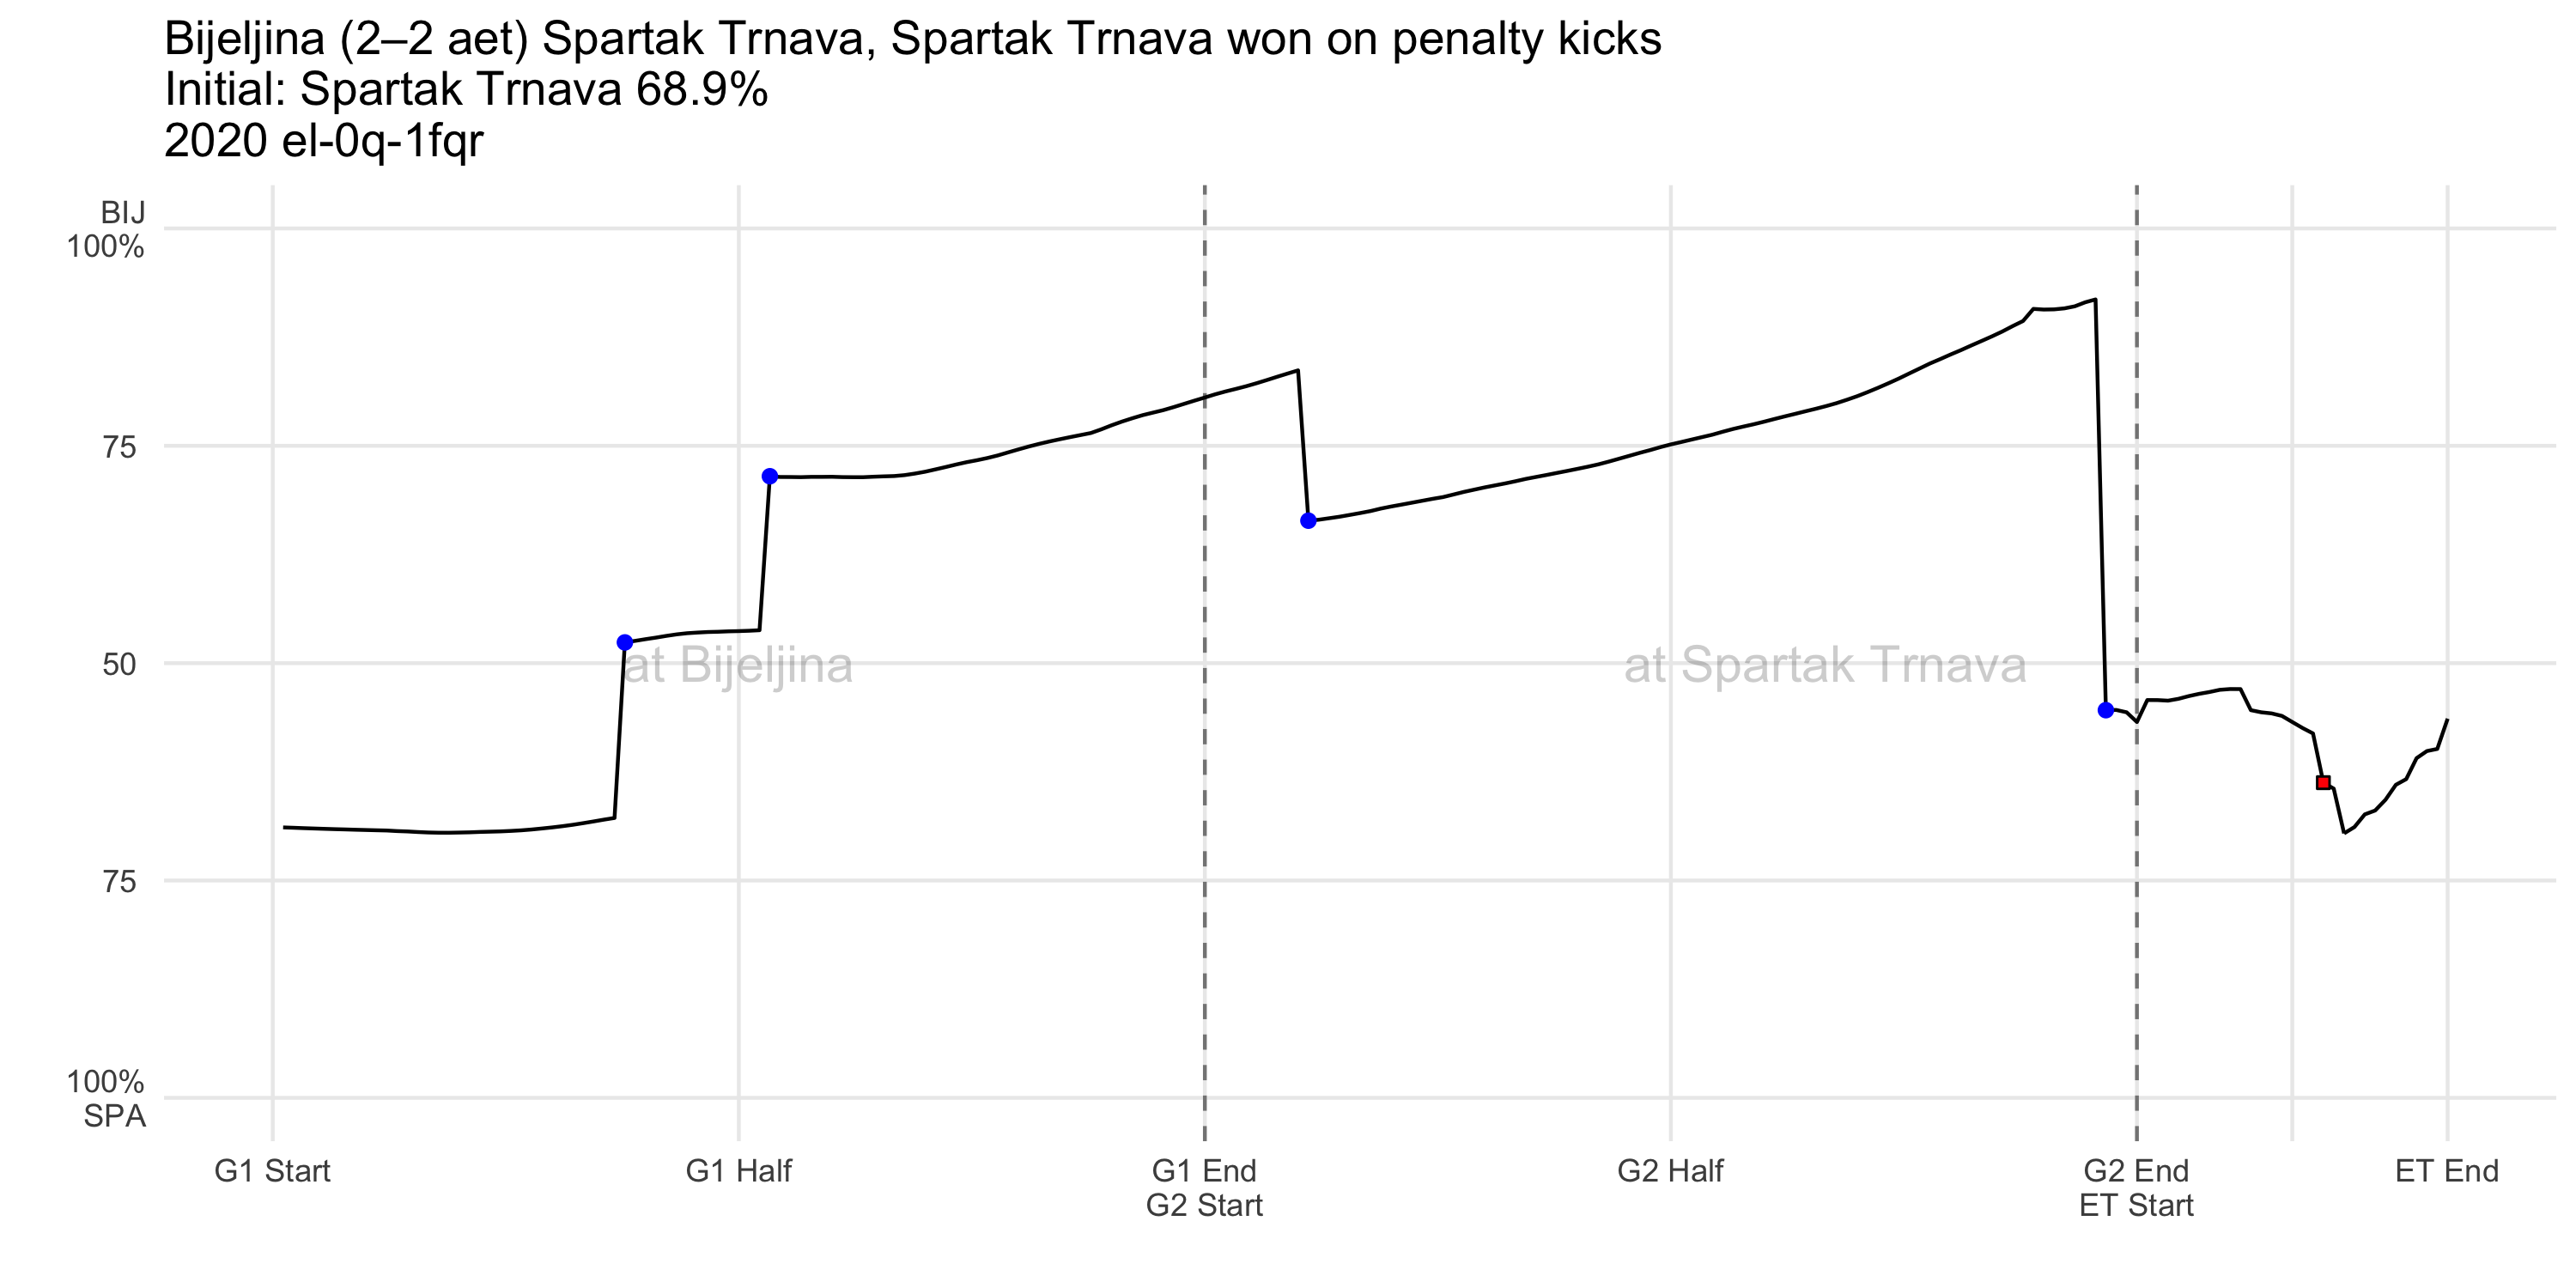 Bijeljina (2–2 aet) Spartak Trnava, Spartak Trnava won on penalty kicks
Initial: Spartak Trnava 68.9%
2020 el-0q-1fqr
BIJ
100%
75
50
75
100%
SPA
at Bijeljina
at Spartak Trnava
G1 Start
G1 Half
G1 End
G2 Start
G2 Half
G2 End
ET Start
ET End